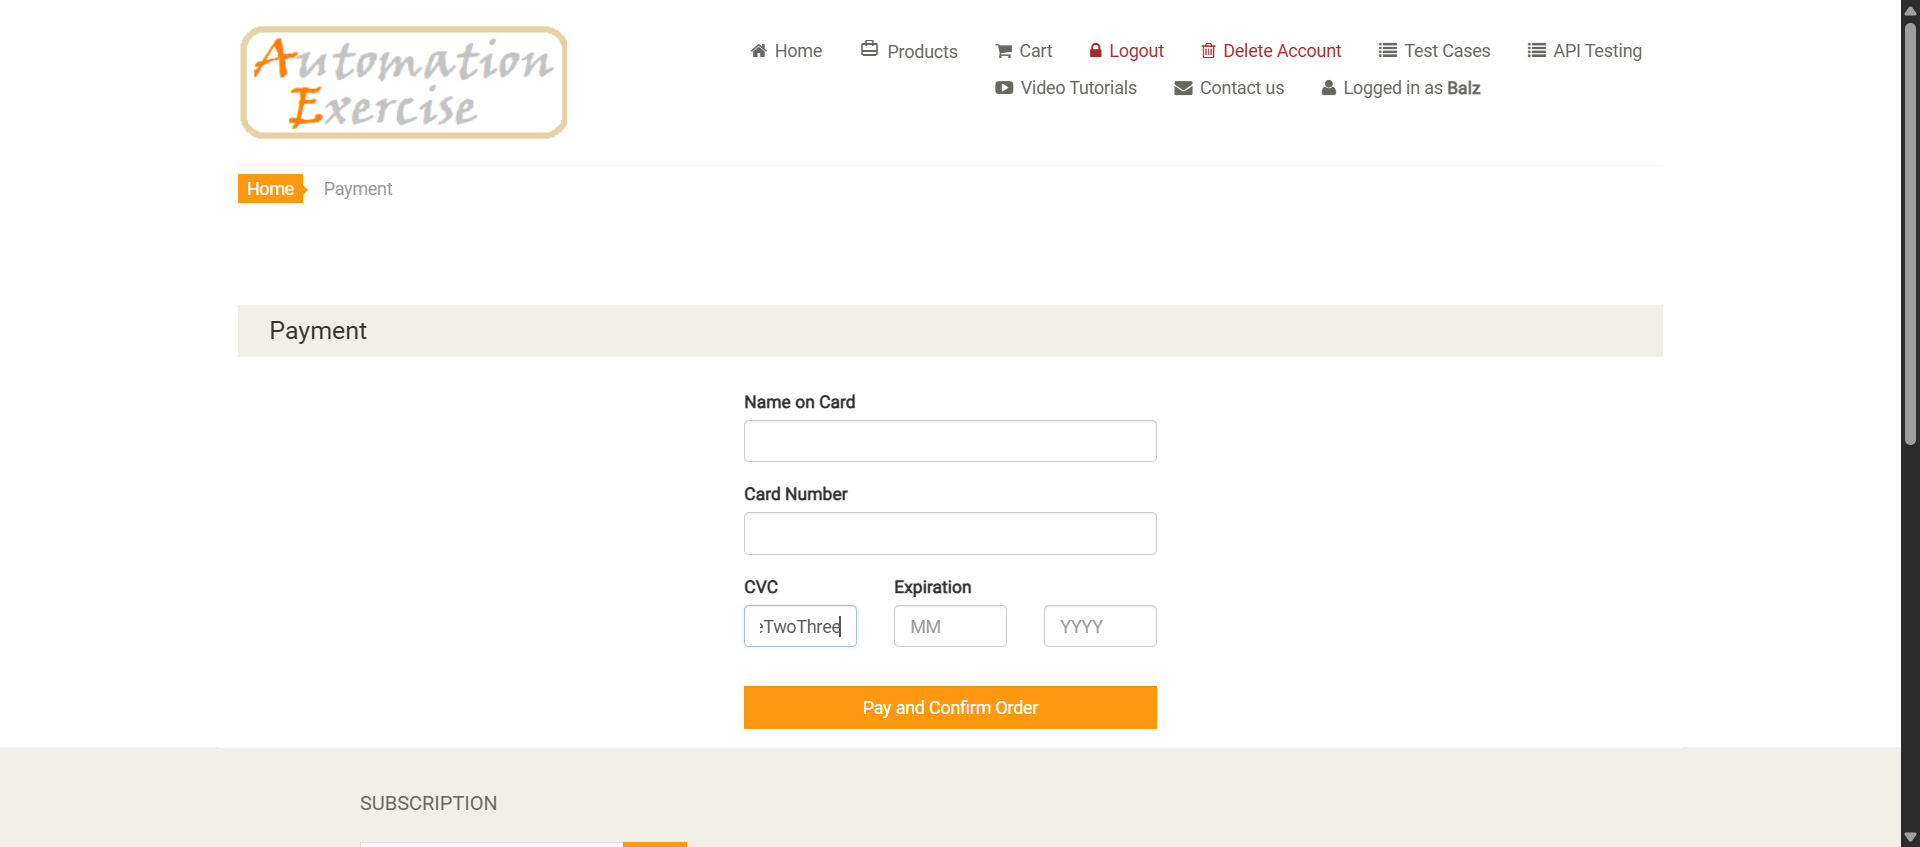 Automation
Exercise
Home Products Cart Logout Delete Account Test Cases API Testing
Video Tutorials Contact us Logged in as Balz
Home Payment
Payment
Name on Card
Card Number
CVC Expiration
eTwoThree MM YYYY
Pay and Confirm Order
SUBSCRIPTION